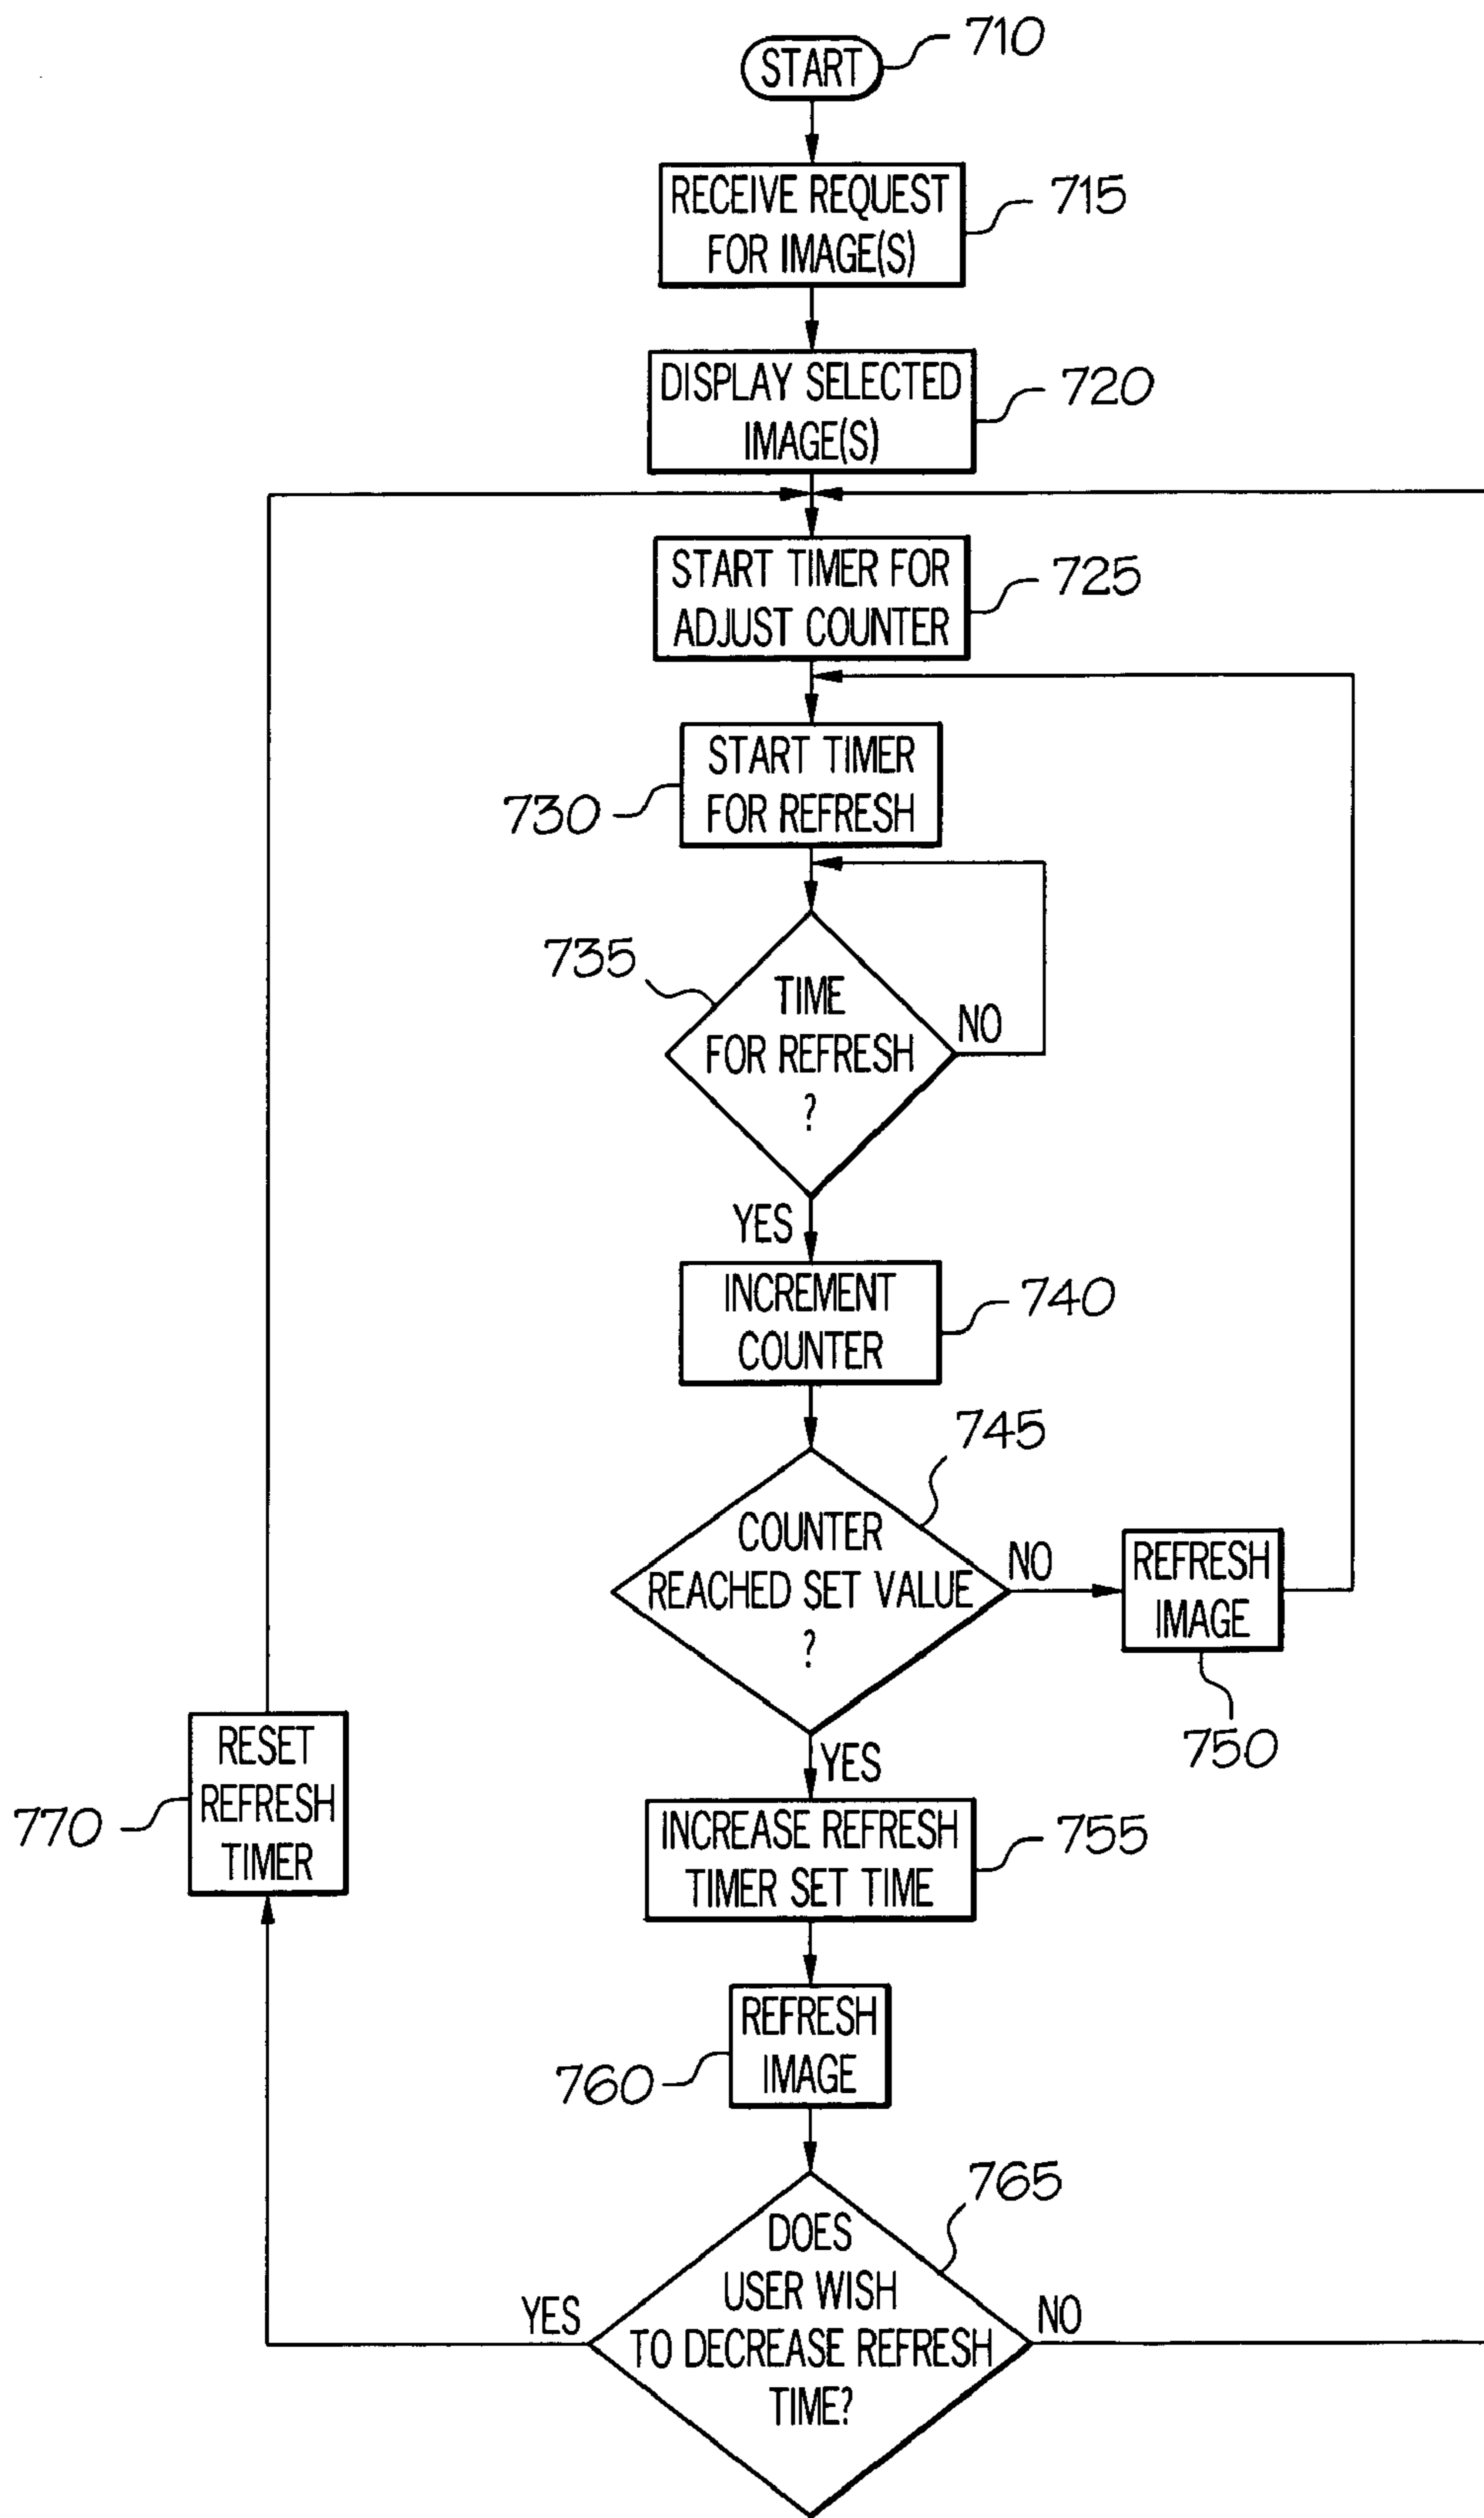 START
710
RECEIVE REQUEST
FOR IMAGE(S)
715
DISPLAY SELECTED
IMAGE(S)
720
START TIMER FOR
ADJUST COUNTER
725
START TIMER
FOR REFRESH
730
735
TIME
FOR REFRESH
?
NO
YES
INCREMENT
COUNTER
740
745
COUNTER
REACHED SET VALUE
?
NO
REFRESH
IMAGE
750
YES
RESET
REFRESH
TIMER
770
INCREASE REFRESH
TIMER SET TIME
755
REFRESH
IMAGE
760
765
DOES
USER WISH
TO DECREASE REFRESH
TIME?
YES
NO